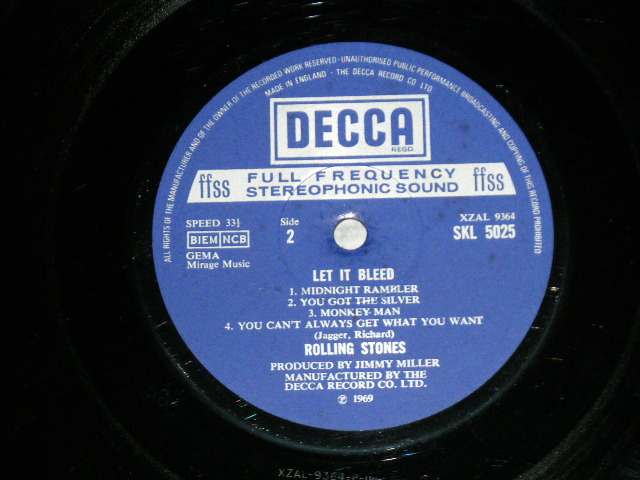 ALL RIGHTS OF THE MANUFACTURER AND OF THE OWNER OF THE RECORDED WORK RESERVED-UNAUTHORISED PUBLIC PERFORMANCE BROADCASTING AND COPYING OF THIS RECORD PROHIBITED
MADE IN ENGLAND · THE DECCA RECORD CO LTD
DECCA
REGD.
ffss FULL FREQUENCY STEREOPHONIC SOUND ffss
SPEED 33⅓ Side XZAL 9364
BIEM NCB 2 SKL 5025
GEMA
Mirage Music
LET IT BLEED
1. MIDNIGHT RAMBLER
2. YOU GOT THE SILVER
3. MONKEY MAN
4. YOU CAN'T ALWAYS GET WHAT YOU WANT
(Jagger, Richard)
ROLLING STONES
PRODUCED BY JIMMY MILLER
MANUFACTURED BY THE
DECCA RECORD CO. LTD.
℗ 1969
XZAL-9364-P-